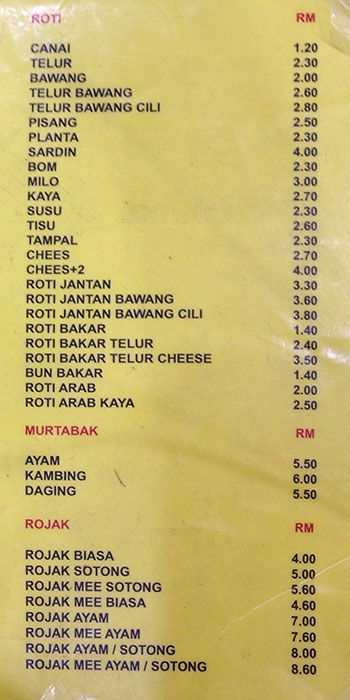 ROTI RM
CANAI 1.20
TELUR 2.30
BAWANG 2.00
TELUR BAWANG 2.60
TELUR BAWANG CILI 2.80
PISANG 2.50
PLANTA 2.30
SARDIN 4.00
BOM 2.30
MILO 3.00
KAYA 2.70
SUSU 2.30
TISU 2.60
TAMPAL 2.30
CHEES 2.70
CHEES+2 4.00
ROTI JANTAN 3.30
ROTI JANTAN BAWANG 3.60
ROTI JANTAN BAWANG CILI 3.80
ROTI BAKAR 1.40
ROTI BAKAR TELUR 2.40
ROTI BAKAR TELUR CHEESE 3.50
BUN BAKAR 1.40
ROTI ARAB 2.00
ROTI ARAB KAYA 2.50
MURTABAK RM
AYAM 5.50
KAMBING 6.00
DAGING 5.50
ROJAK RM
ROJAK BIASA 4.00
ROJAK SOTONG 5.00
ROJAK MEE SOTONG 5.60
ROJAK MEE BIASA 4.60
ROJAK AYAM 7.00
ROJAK MEE AYAM 7.60
ROJAK AYAM / SOTONG 8.00
ROJAK MEE AYAM / SOTONG 8.60